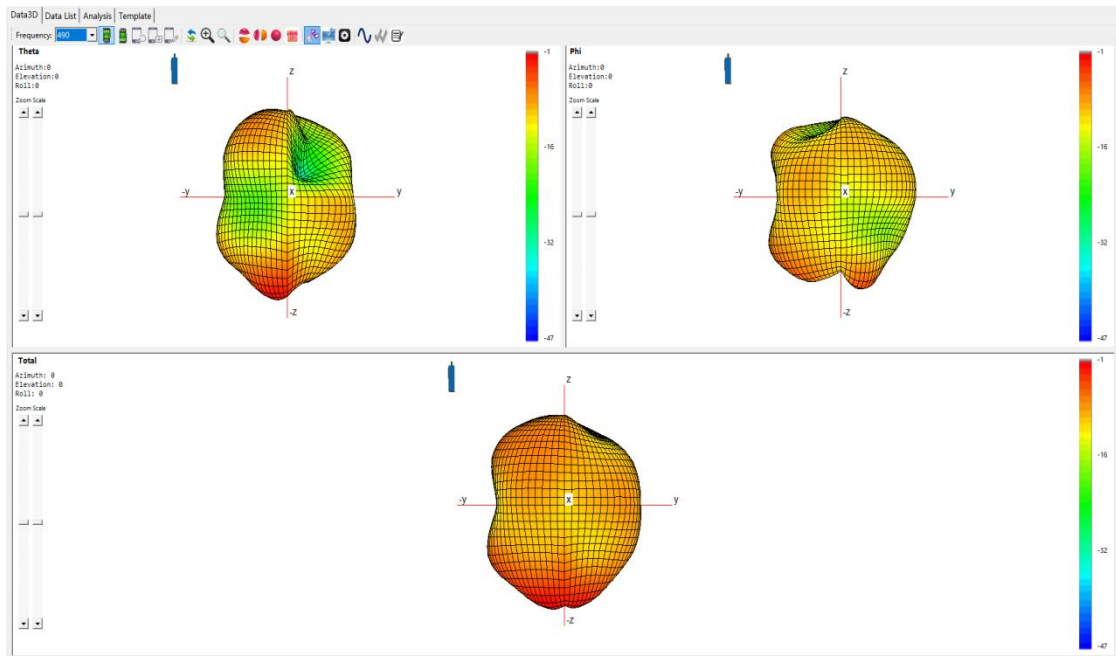 Data3D Data List Analysis Template
Frequency: 490
Theta
Azimuth:0
Elevation:0
Roll:0
Zoom Scale
z
-y
x
y
-z
-1
-16
-32
-47
Phi
Azimuth:0
Elevation:0
Roll:0
Zoom Scale
z
-y
x
y
-z
-1
-16
-32
-47
Total
Azimuth: 0
Elevation: 0
Roll: 0
Zoom Scale
z
-y
x
y
-z
-1
-16
-32
-47